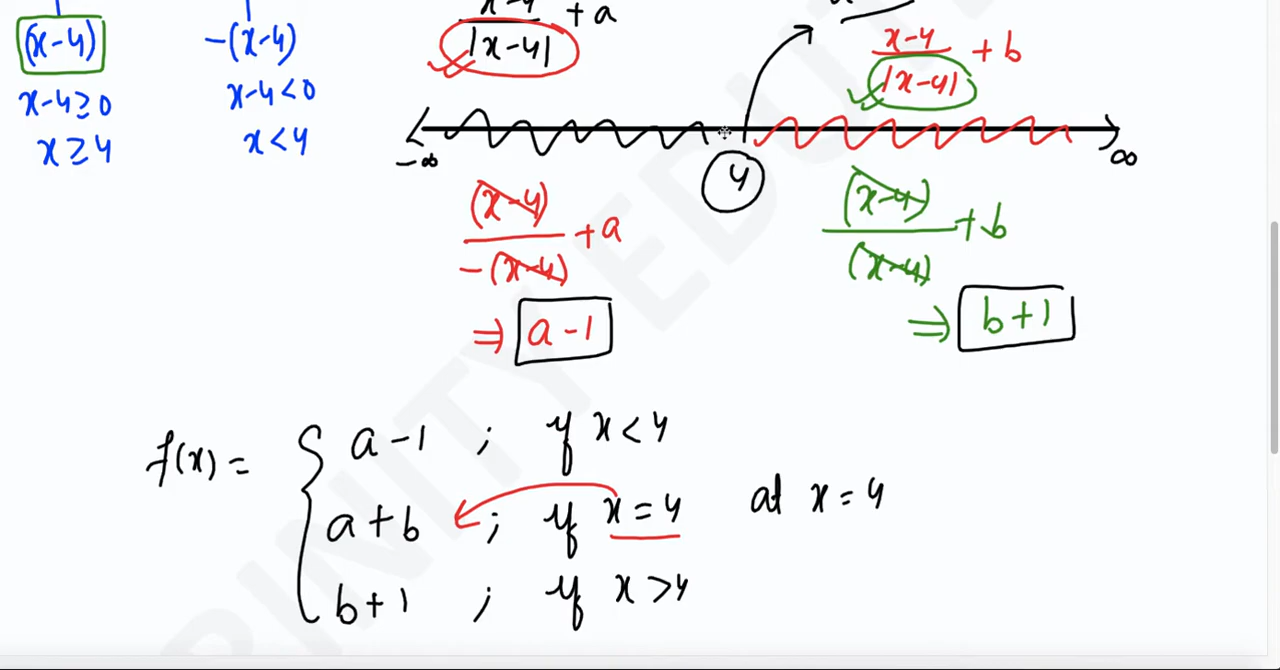 (x-4)
x-4≥0
x≥4
-(x-4)
x-4<0
x<4
x-4
|x-4|
+a
x-4
|x-4|
+b
-∞
4
∞
(x-4)
-(x-4)
+a
⇒ a-1
(x-4)
(x-4)
+b
⇒ b+1
f(x) = {
a-1 ; if x<4
a+b ; if x=4
b+1 ; if x>4
at x=4